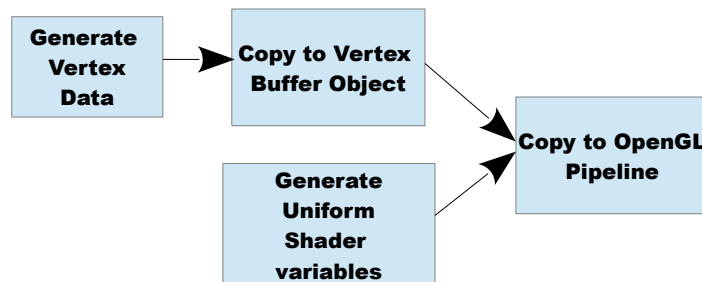 Generate
Vertex
Data
Copy to Vertex
Buffer Object
Copy to OpenGL
Pipeline
Generate
Uniform
Shader
variables